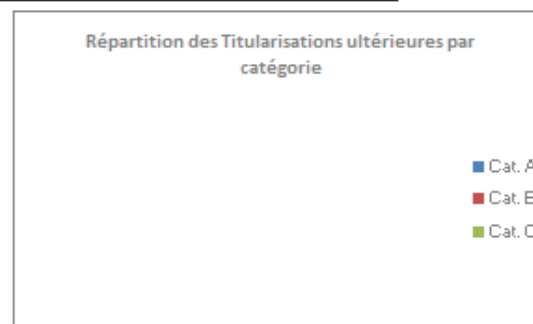 Répartition des Titularisations ultérieures par
catégorie
Cat. A
Cat. B
Cat. C